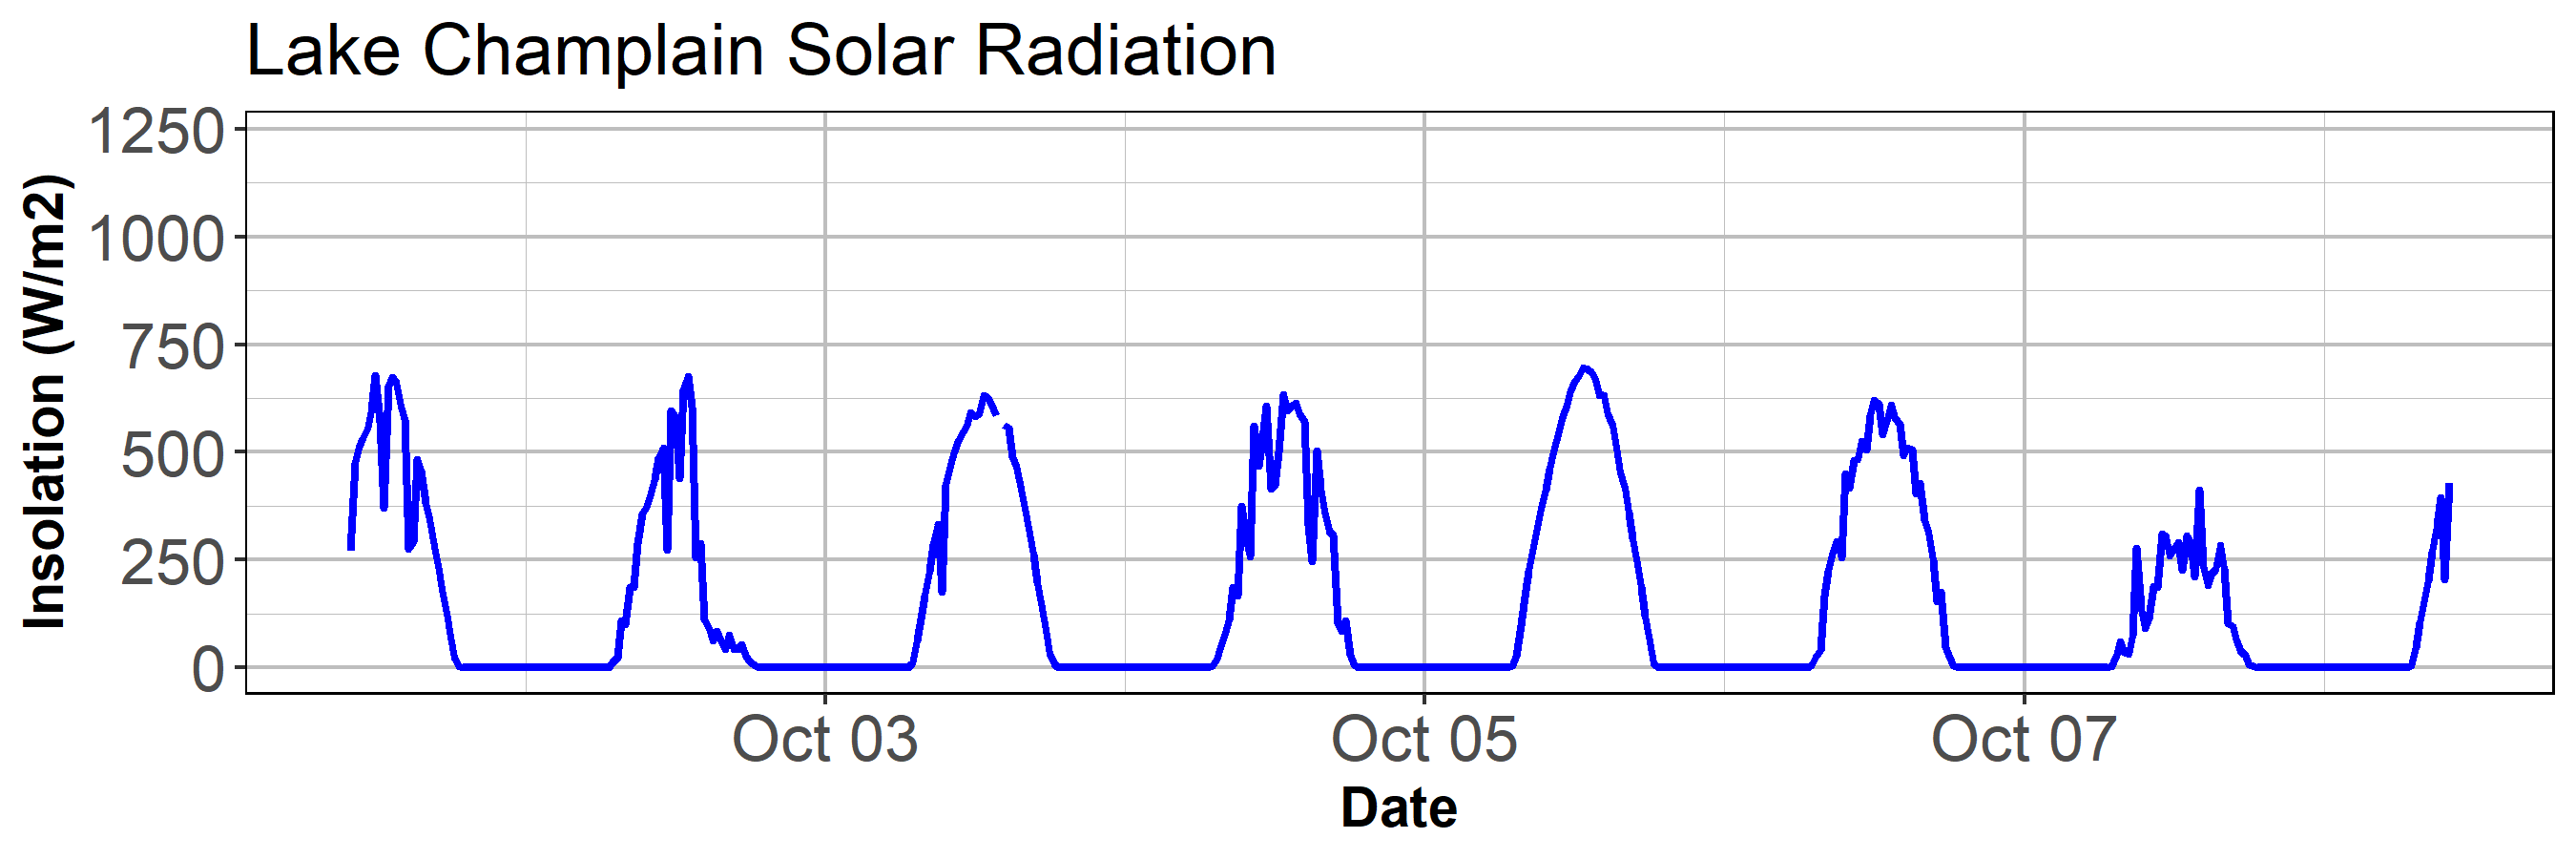 Lake Champlain Solar Radiation
Insolation (W/m2)
1250
1000
750
500
250
0
Oct 03 Oct 05 Oct 07
Date